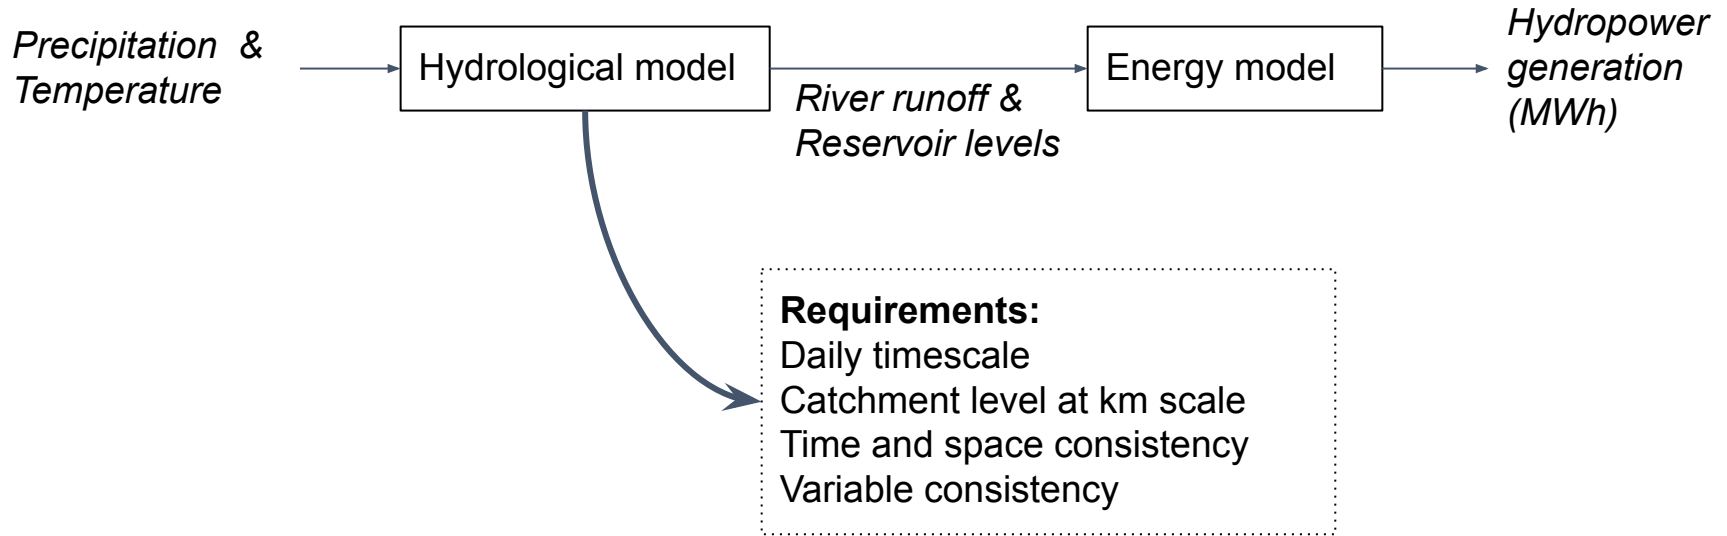 Precipitation &
Temperature
Hydrological model
River runoff &
Reservoir levels
Energy model
Hydropower
generation
(MWh)
Requirements:
Daily timescale
Catchment level at km scale
Time and space consistency
Variable consistency